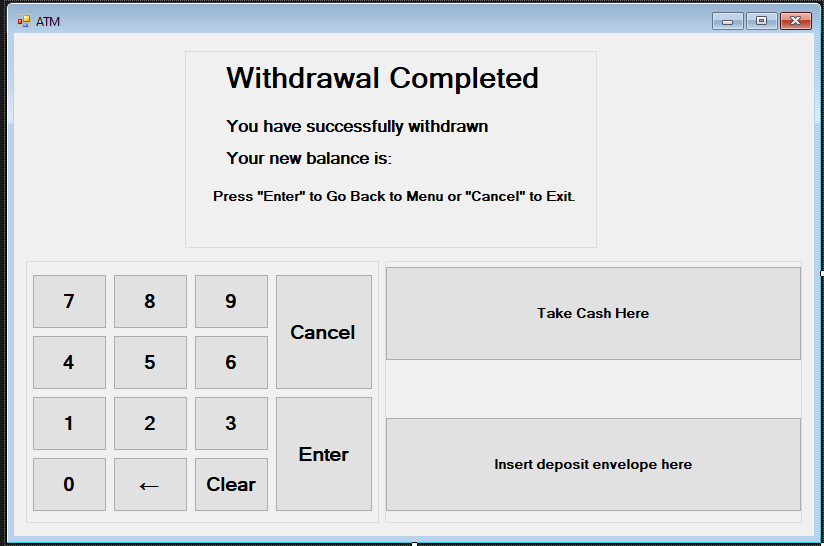 ATM
Withdrawal Completed
You have successfully withdrawn
Your new balance is:
Press "Enter" to Go Back to Menu or "Cancel" to Exit.
7 8 9
Cancel
4 5 6
1 2 3
Enter
0 ← Clear
Take Cash Here
Insert deposit envelope here